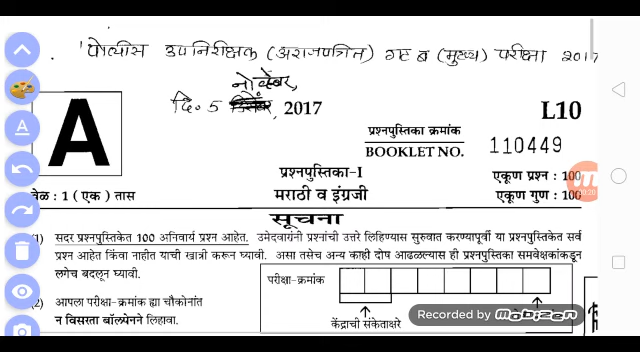 'पोलीस उपनिरीक्षक (अराजपत्रित) गट ब (मुख्य) परीक्षा 2017
नोव्हेंबर,
दि. 5 डिसेंबर, 2017
L10
A
प्रश्नपुस्तिका क्रमांक
BOOKLET NO. 110449
प्रश्नपुस्तिका-I
मराठी व इंग्रजी
एकूण प्रश्न : 100
एकूण गुण : 100
वेळ : 1 (एक) तास
सूचना
1) सदर प्रश्नपुस्तिकेत 100 अनिवार्य प्रश्न आहेत. उमेदवारांनी प्रश्नांची उत्तरे लिहिण्यास सुरुवात करण्यापूर्वी या प्रश्नपुस्तिकेत सर्व
प्रश्न आहेत किंवा नाहीत याची खात्री करून घ्यावी. असा तसेच अन्य काही दोष आढळल्यास ही प्रश्नपुस्तिका समवेक्षकांकडून
लगेच बदलून घ्यावी.
परीक्षा-क्रमांक
2) आपला परीक्षा-क्रमांक ह्या चौकोनांत
न विसरता बॉलपेनने लिहावा.
केंद्राची संकेताक्षरे
Recorded by mobizen